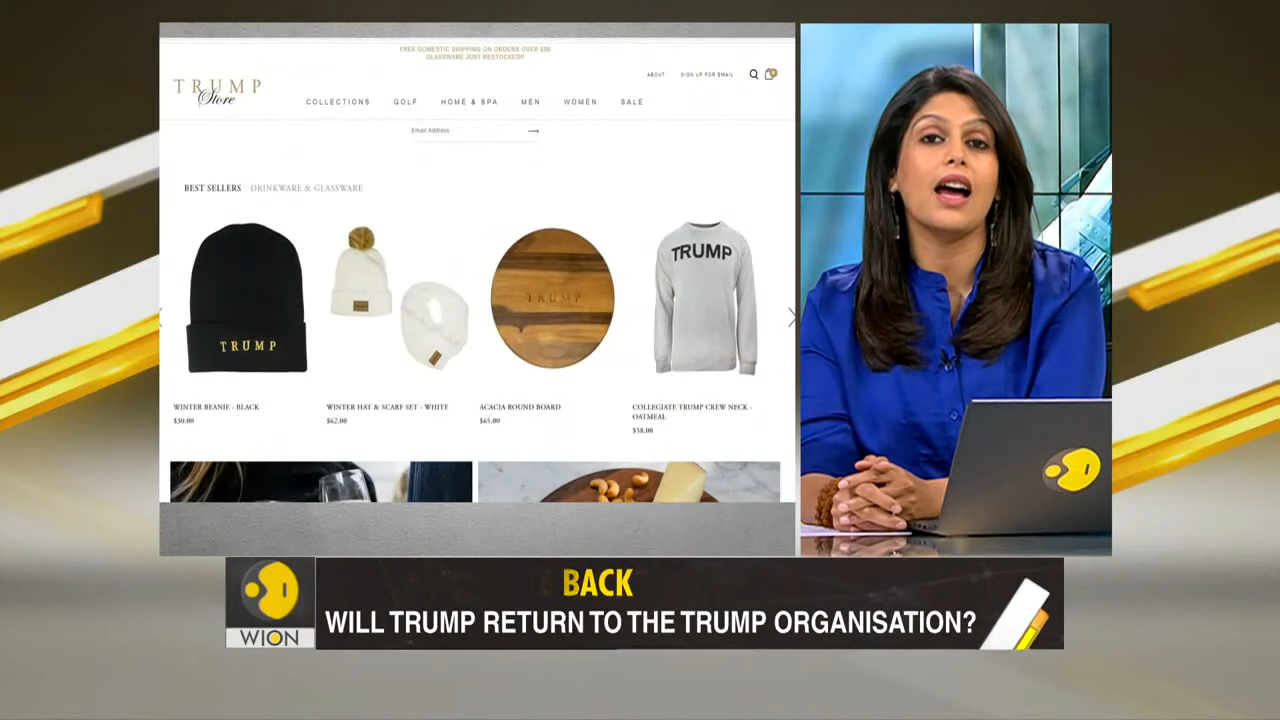 FREE DOMESTIC SHIPPING ON ORDERS OVER $99
GLASSWARE JUST RESTOCKED!!
TRUMP
Store
ABOUT
SIGN UP FOR EMAIL
COLLECTIONS GOLF HOME & SPA MEN WOMEN SALE
Email Address
BEST SELLERS DRINKWARE & GLASSWARE
TRUMP
TRUMP
TRUMP
WINTER BEANIE - BLACK
$30.00
WINTER HAT & SCARF SET - WHITE
$62.00
ACACIA ROUND BOARD
$65.00
COLLEGIATE TRUMP CREW NECK -
OATMEAL
$58.00
BACK
WILL TRUMP RETURN TO THE TRUMP ORGANISATION?
WION